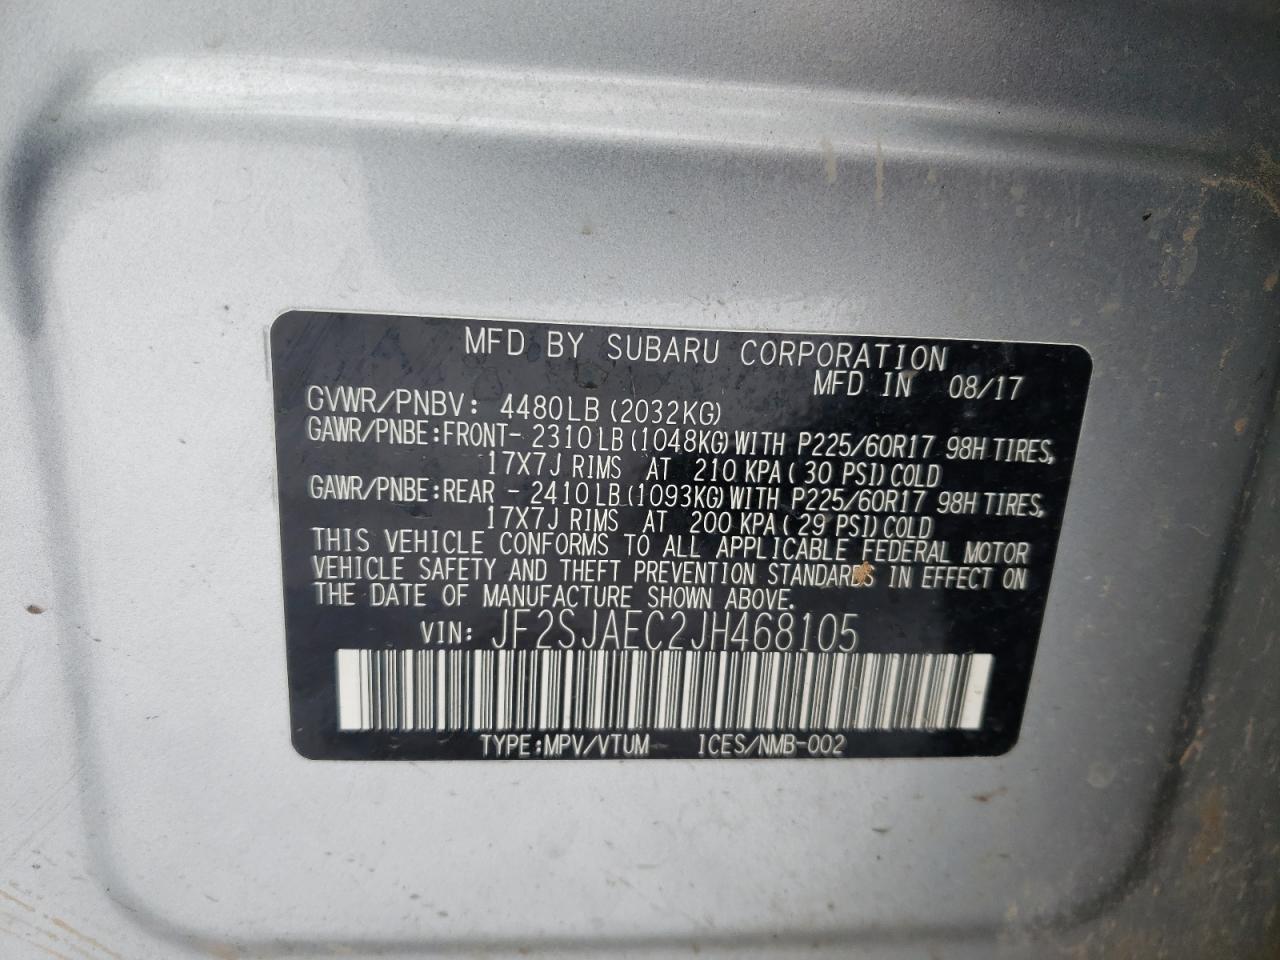 MFD BY SUBARU CORPORATION
MFD IN 08/17
GVWR/PNBV: 4480LB(2032KG)
GAWR/PNBE:FRONT- 2310LB(1048KG)WITH P225/60R17 98H TIRES,
17X7J RIMS AT 210 KPA(30 PSI)COLD
GAWR/PNBE:REAR - 2410LB(1093KG)WITH P225/60R17 98H TIRES,
17X7J RIMS AT 200 KPA(29 PSI)COLD
THIS VEHICLE CONFORMS TO ALL APPLICABLE FEDERAL MOTOR
VEHICLE SAFETY AND THEFT PREVENTION STANDARDS IN EFFECT ON
THE DATE OF MANUFACTURE SHOWN ABOVE.
VIN: JF2SJAEC2JH468105
TYPE:MPV/VTUM ICES/NMB-002